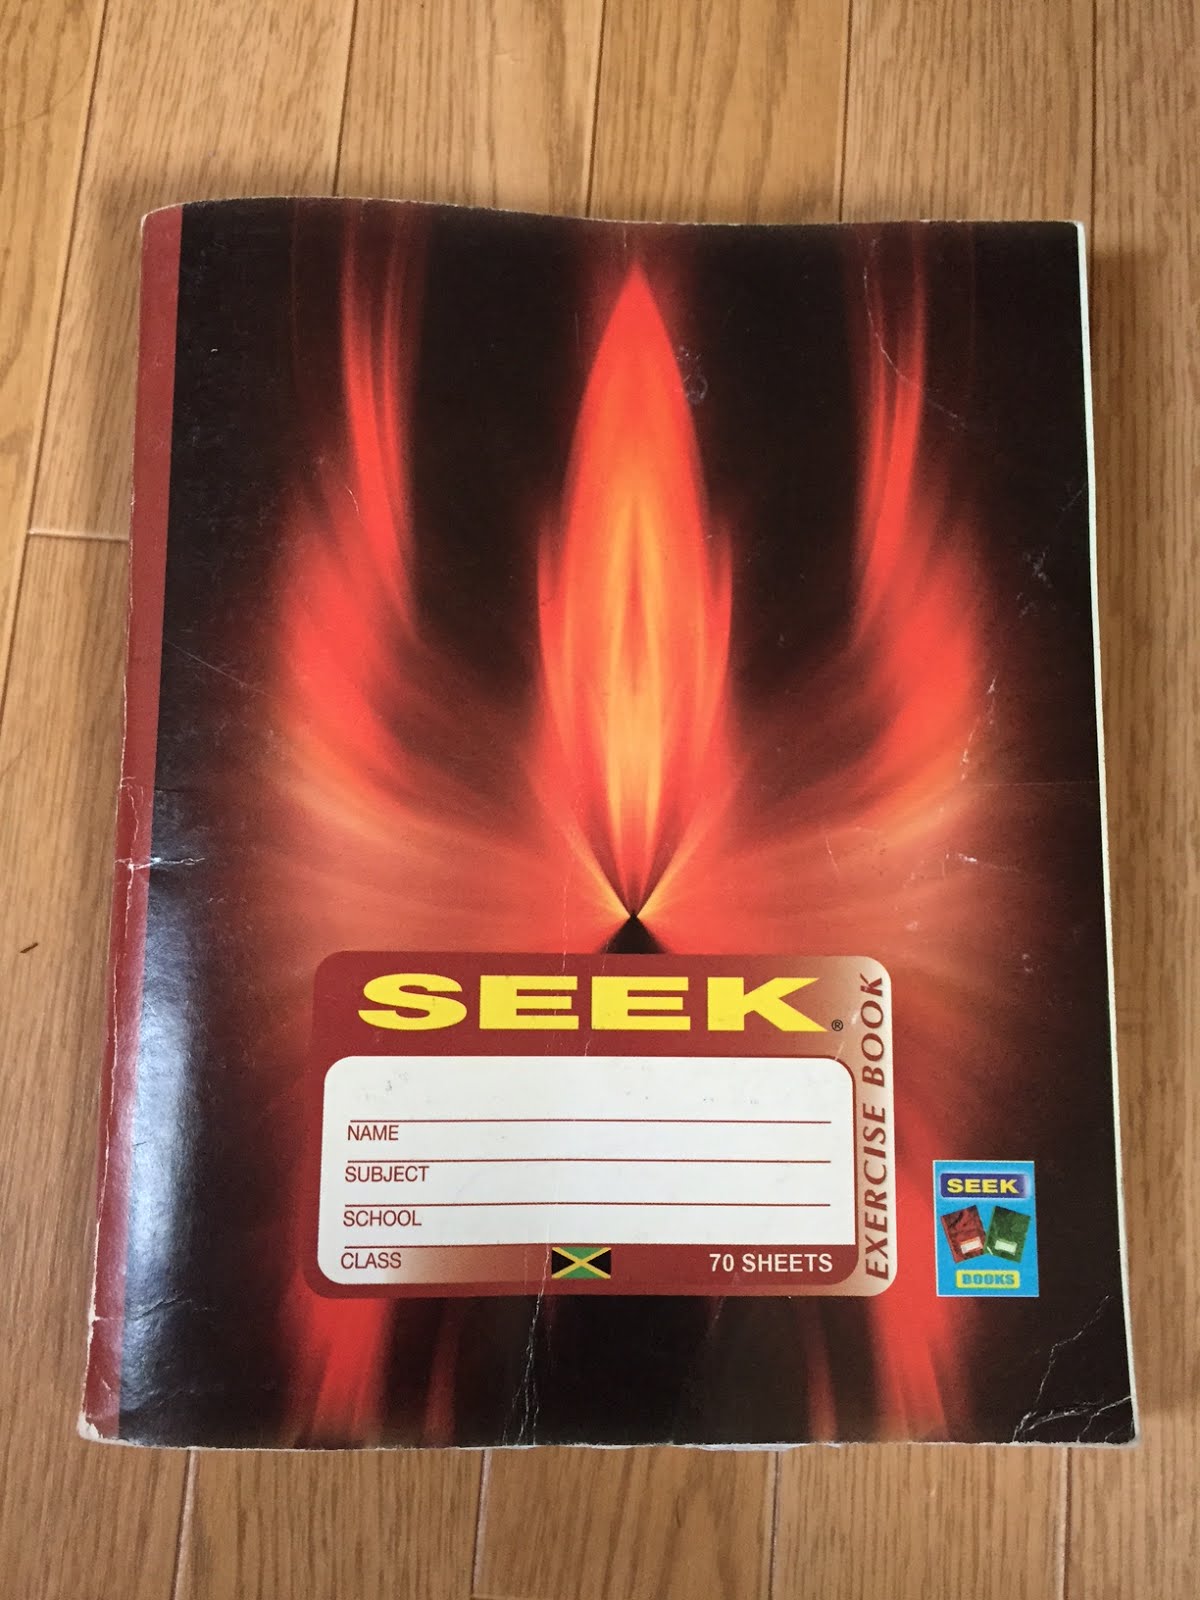 SEEK®
EXERCISE BOOK
NAME
SUBJECT
SCHOOL
CLASS
70 SHEETS
SEEK
BOOKS